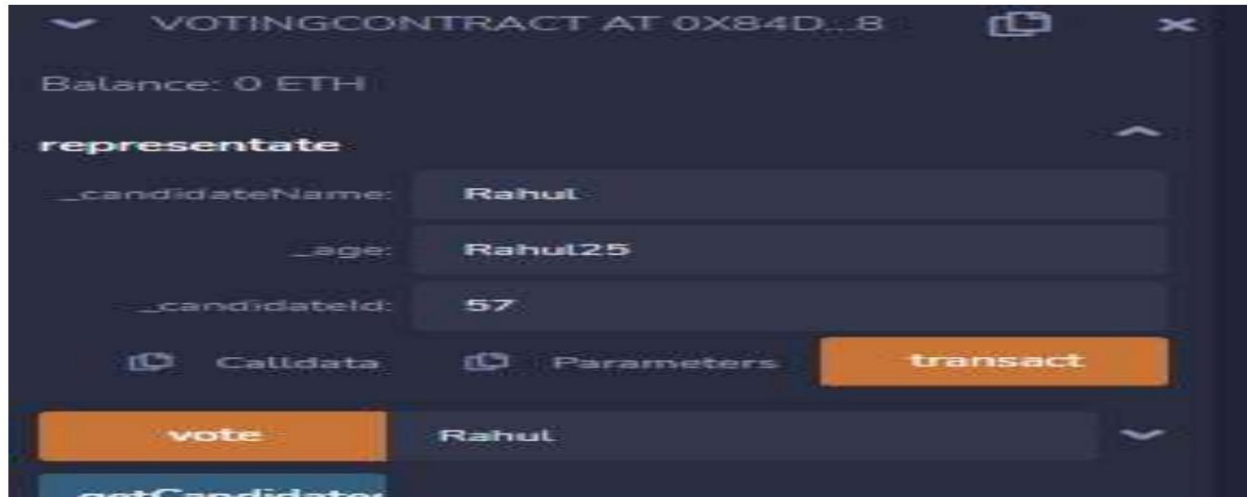 VOTINGCONTRACT AT 0X84D...8
Balance: 0 ETH
representate
_candidateName: Rahul
_age: Rahul25
_candidateId: 57
Calldata Parameters transact
vote Rahul